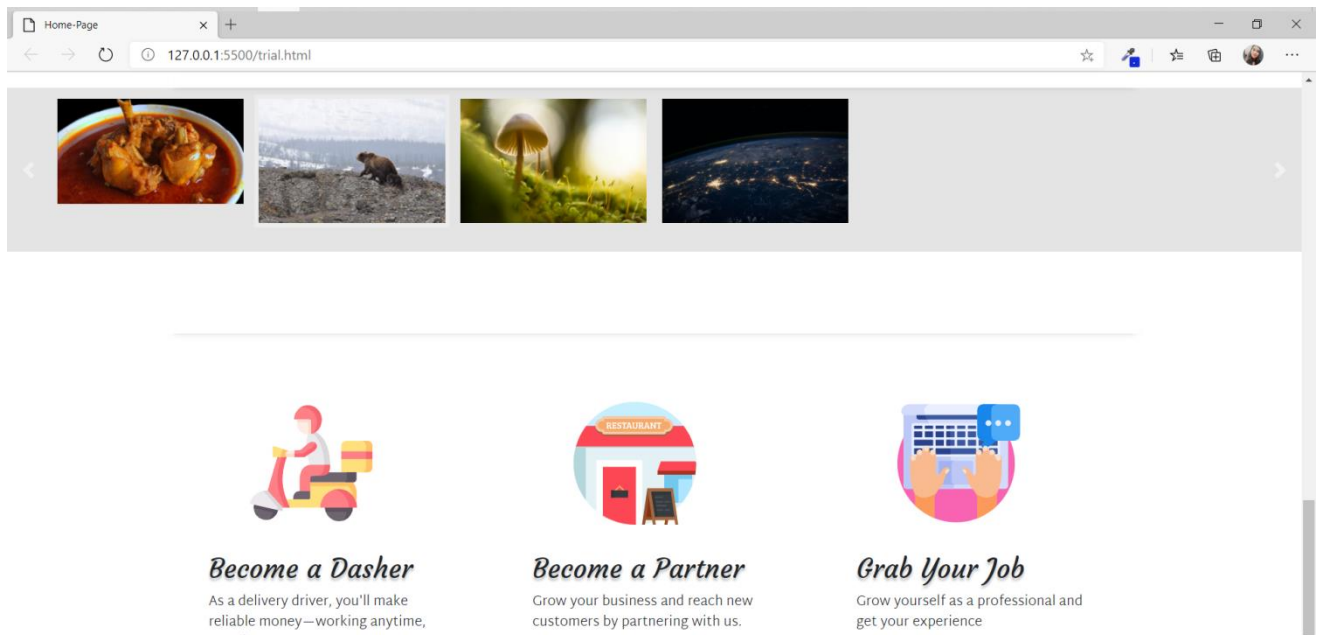 Home-Page
127.0.0.1:5500/trial.html
RESTAURANT
Become a Dasher
As a delivery driver, you'll make
reliable money—working anytime,
Become a Partner
Grow your business and reach new
customers by partnering with us.
Grab Your Job
Grow yourself as a professional and
get your experience